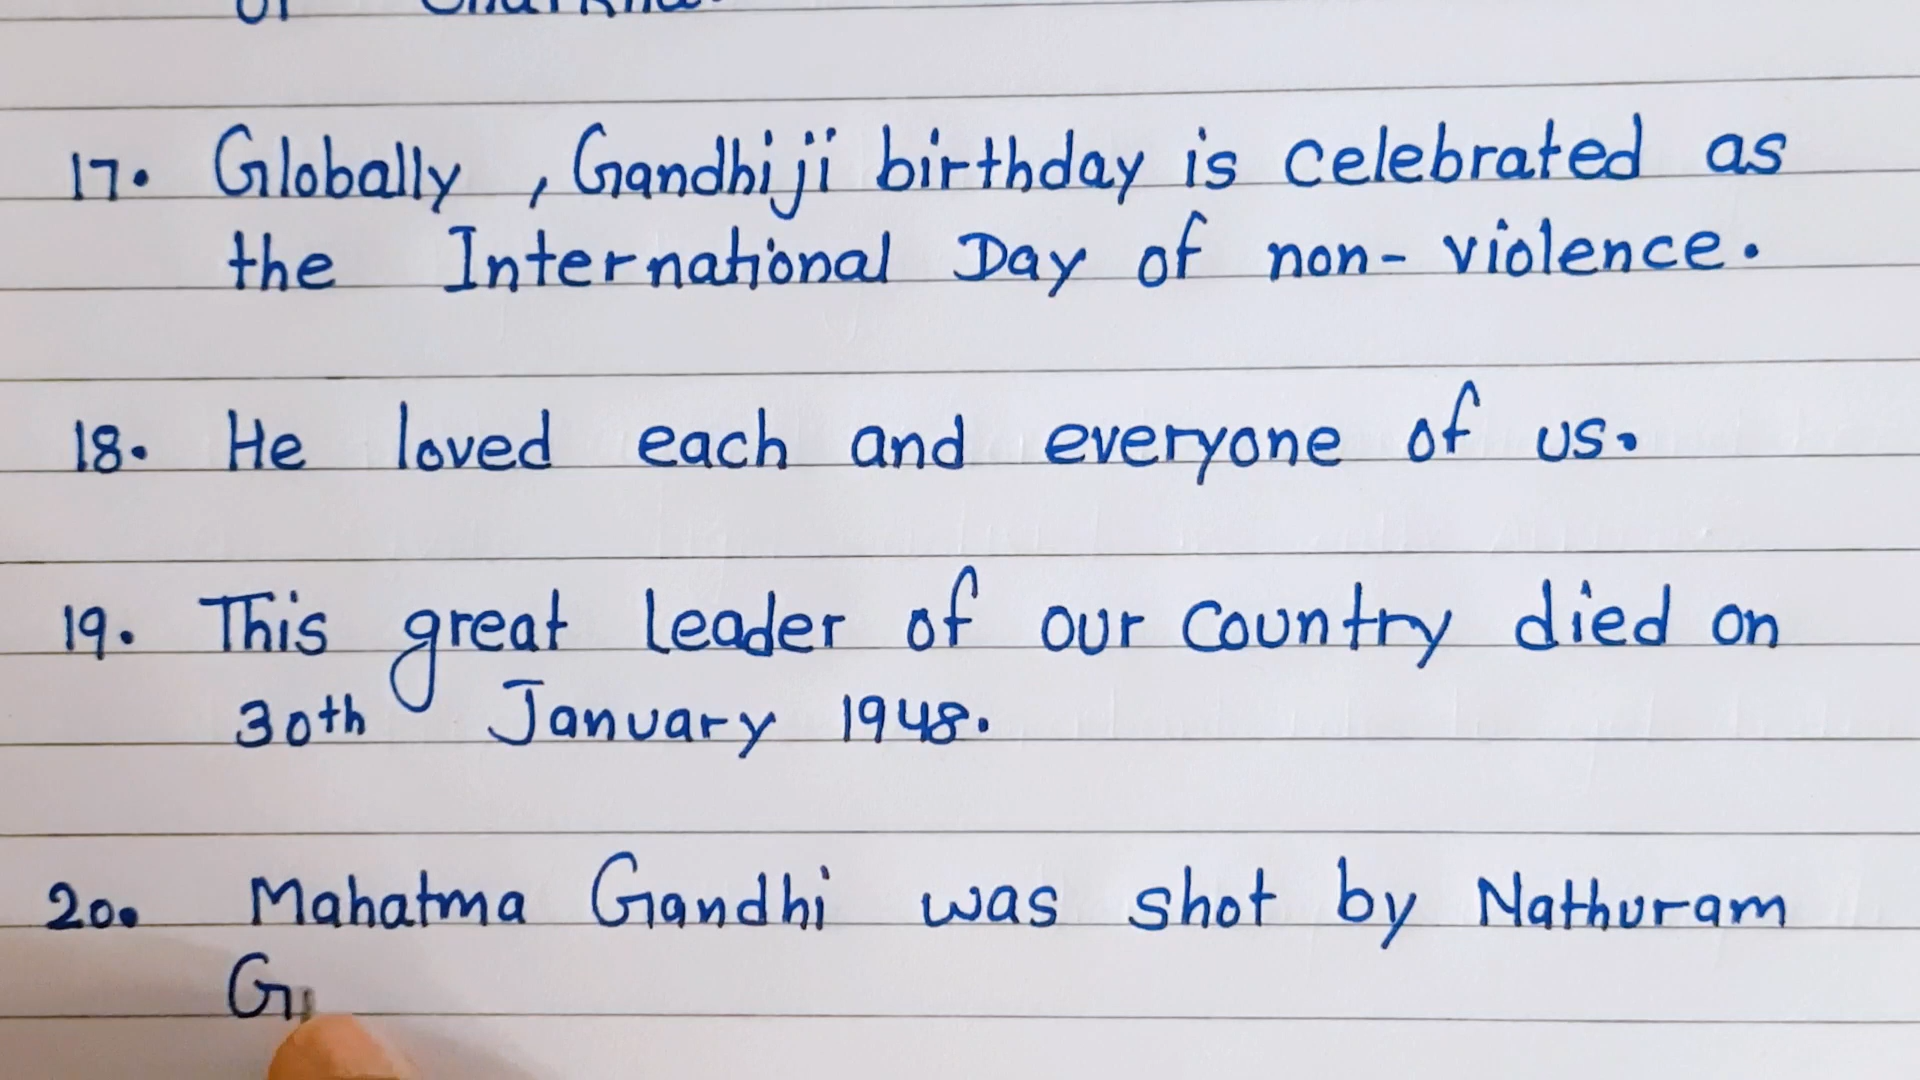 17. Globally , Gandhiji birthday is celebrated as
the International Day of non- violence.
18. He loved each and everyone of us.
19. This great leader of our country died on
30th January 1948.
20. Mahatma Gandhi was shot by Nathuram
G